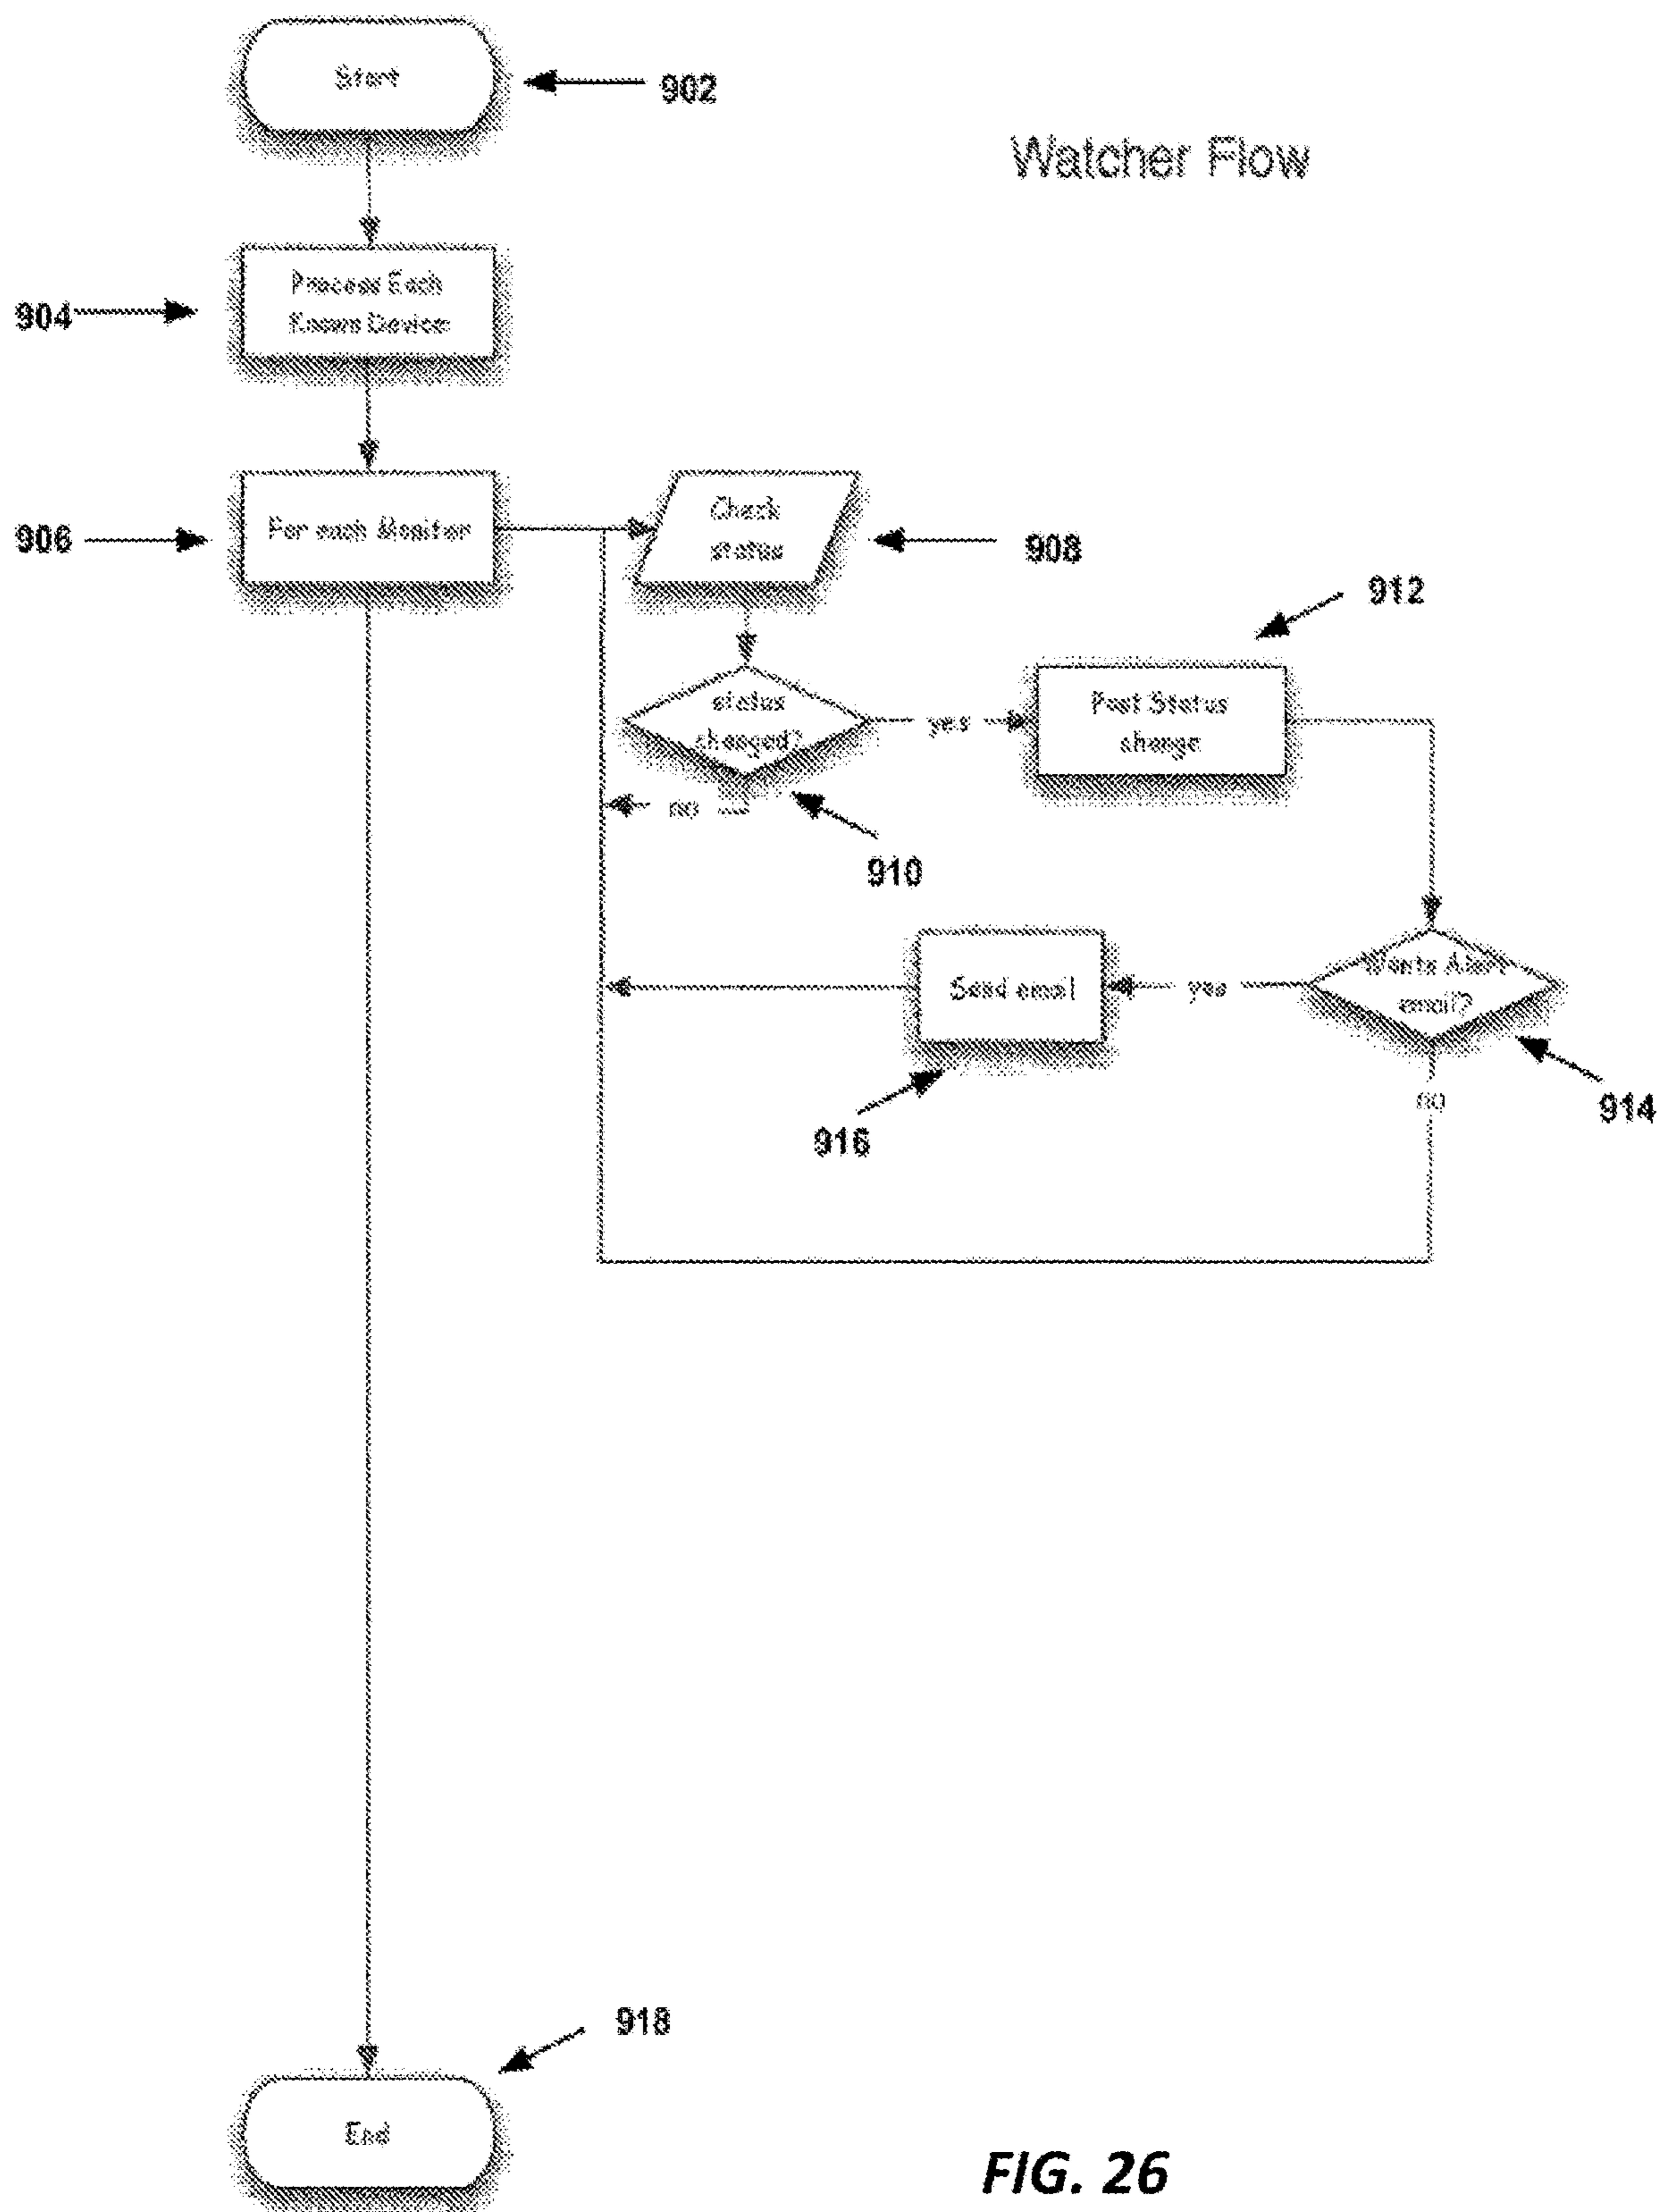 Start
902
Watcher Flow
Process Each
Known Device
904
For each Monitor
906
Check
status
908
912
status
changed?
yes
Post Status
change
no
910
Send email
yes
Wants Alert
email?
916
no
914
918
End
FIG. 26